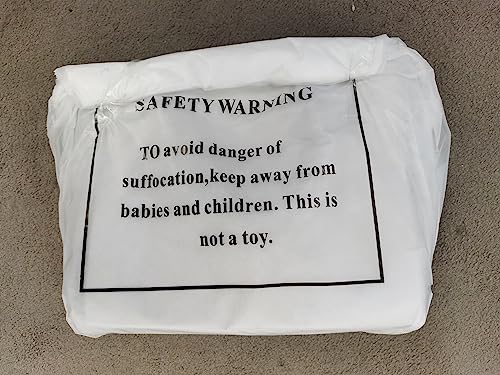 SAFETY WARNING
TO avoid danger of
suffocation,keep away from
babies and children. This is
not a toy.